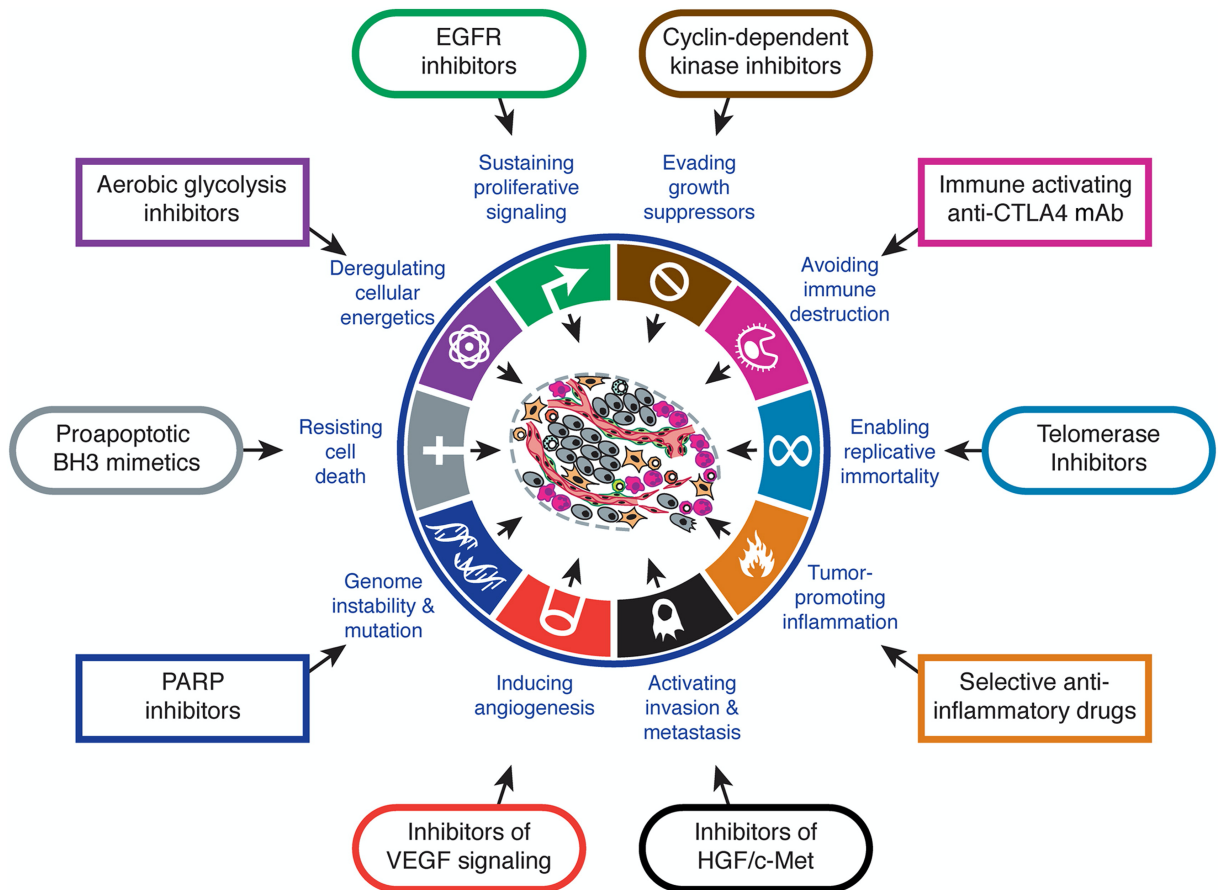 EGFR
inhibitors
Cyclin-dependent
kinase inhibitors
Sustaining
proliferative
signaling
Evading
growth
suppressors
Aerobic glycolysis
inhibitors
Immune activating
anti-CTLA4 mAb
Deregulating
cellular
energetics
Avoiding
immune
destruction
Proapoptotic
BH3 mimetics
Resisting
cell
death
Enabling
replicative
immortality
Telomerase
Inhibitors
Genome
instability &
mutation
Tumor-
promoting
inflammation
PARP
inhibitors
Inducing
angiogenesis
Activating
invasion &
metastasis
Selective anti-
inflammatory drugs
Inhibitors of
VEGF signaling
Inhibitors of
HGF/c-Met